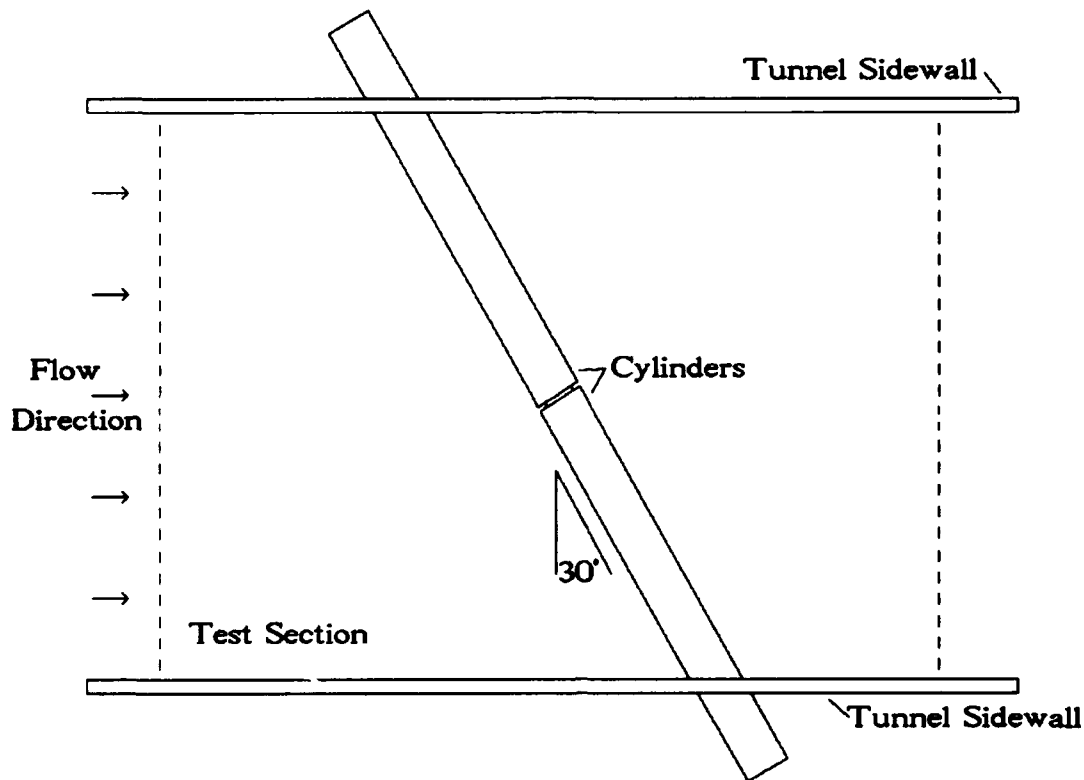 Tunnel Sidewall
Flow
Direction
Cylinders
30°
Test Section
Tunnel Sidewall